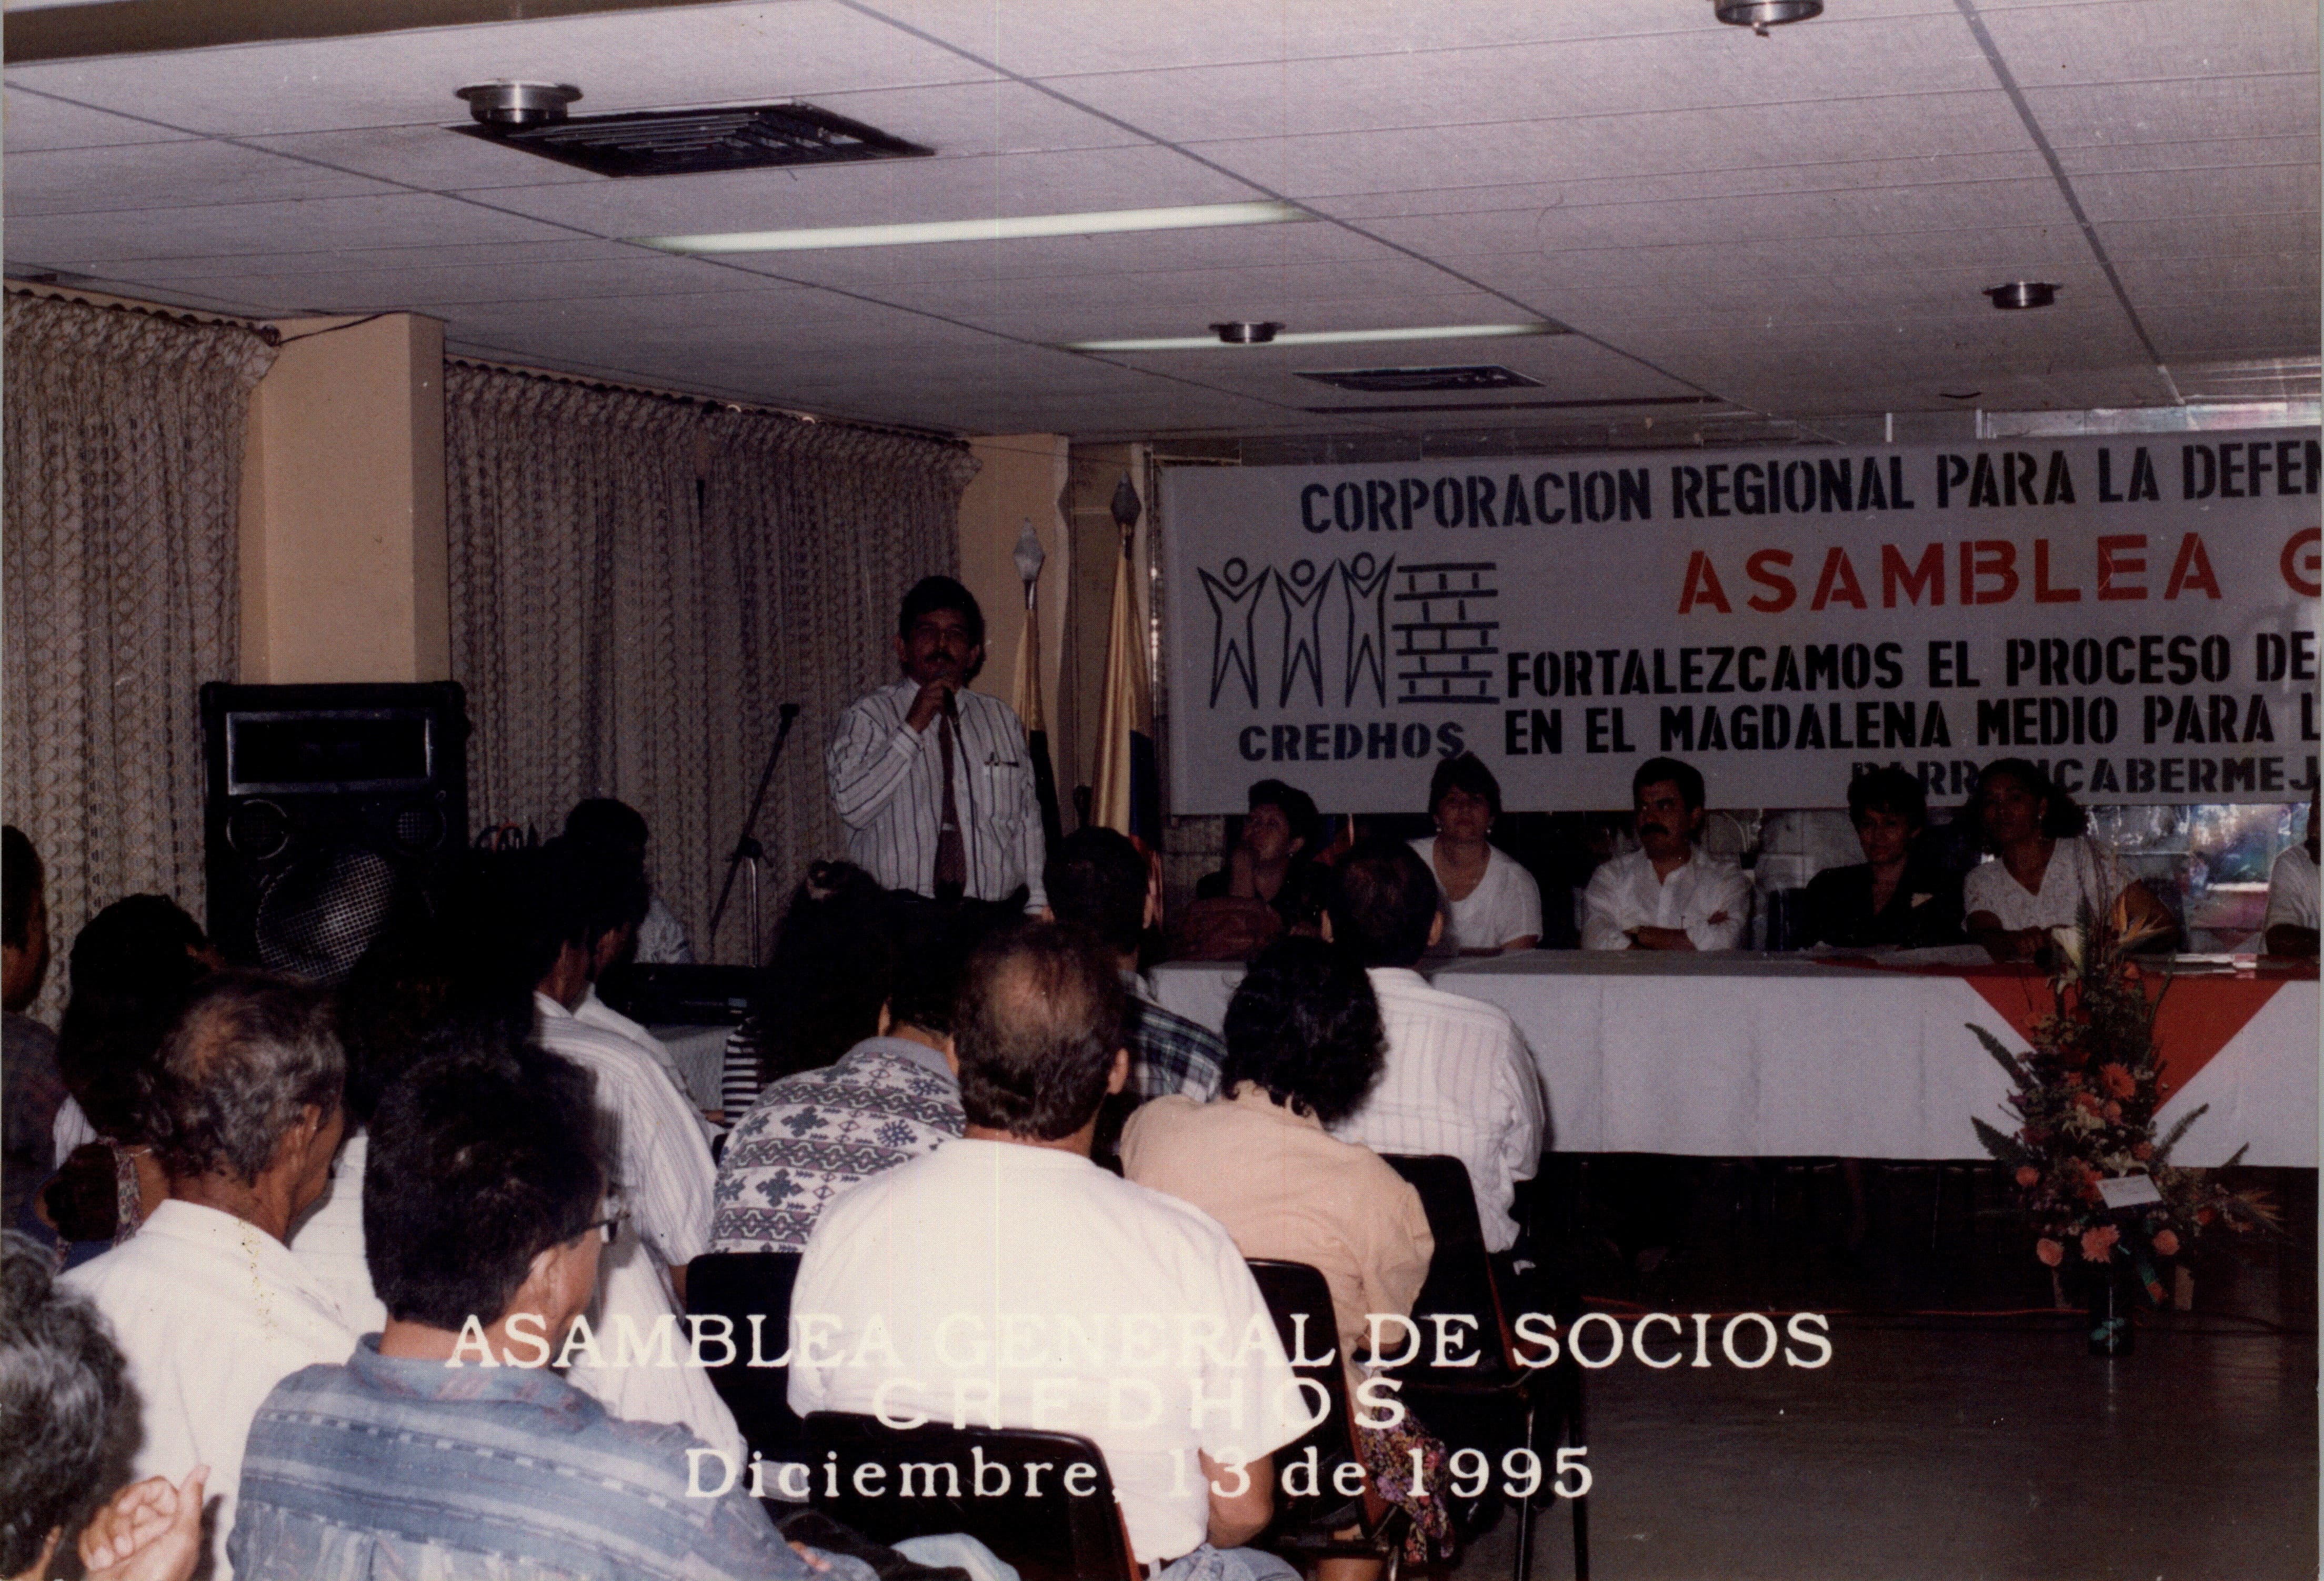 CORPORACION REGIONAL PARA LA DEFEN
ASAMBLEA G
FORTALEZCAMOS EL PROCESO DE
EN EL MAGDALENA MEDIO PARA L
CREDHOS
BARRANCABERMEJ
ASAMBLEA GENERAL DE SOCIOS
CREDHOS
Diciembre, 13 de 1995